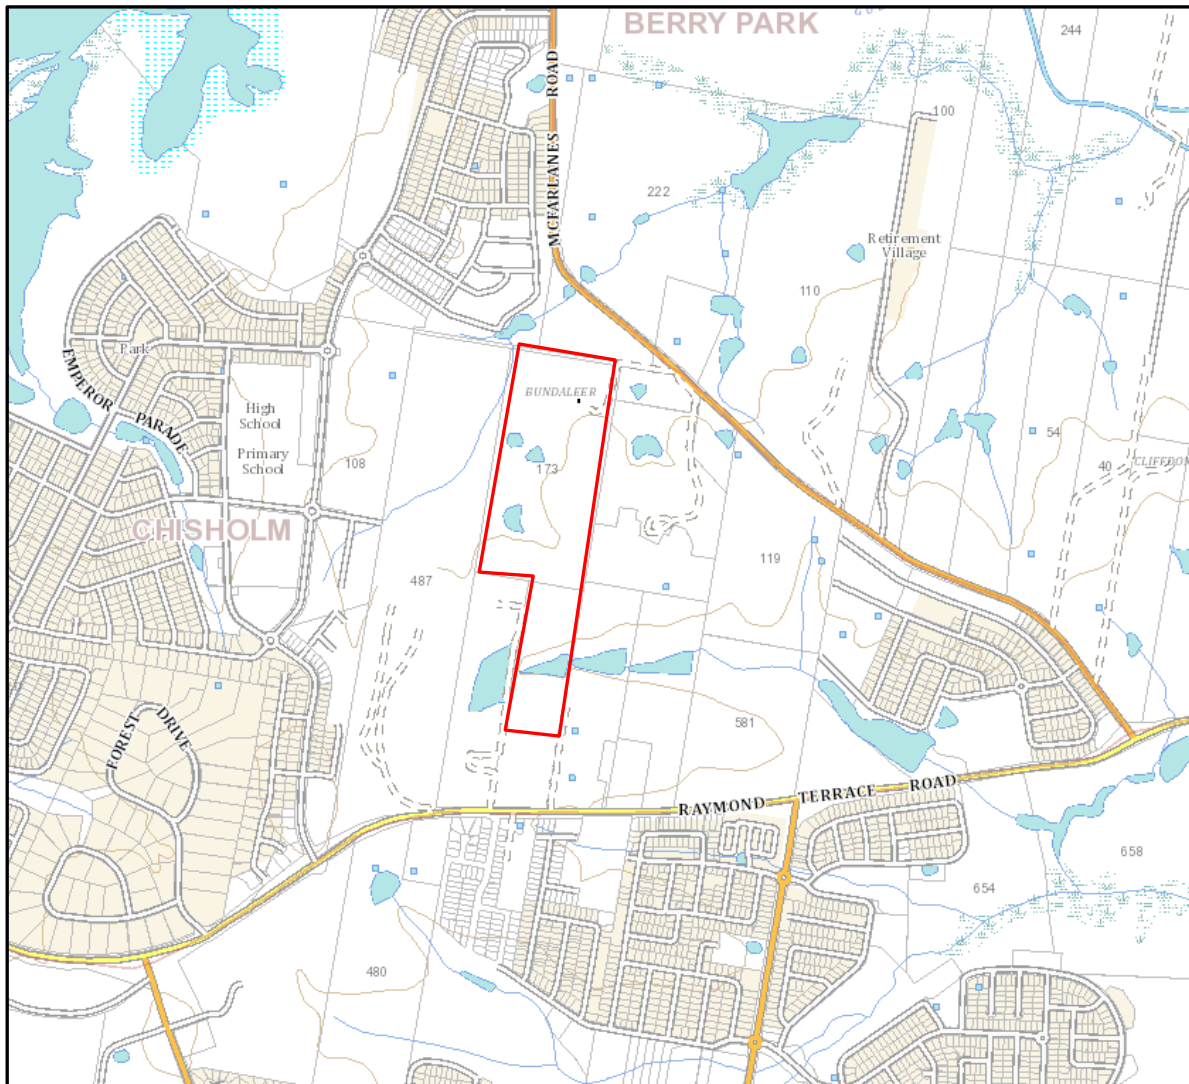 BERRY PARK
244
100
MCFARLANES ROAD
222
Retirement
Village
110
Park
EMPEROR PARADE
BUNDALEER
High
School
Primary
School
108
173
54
40
CHISHOLM
119
487
FOREST DRIVE
581
RAYMOND TERRACE ROAD
658
654
480